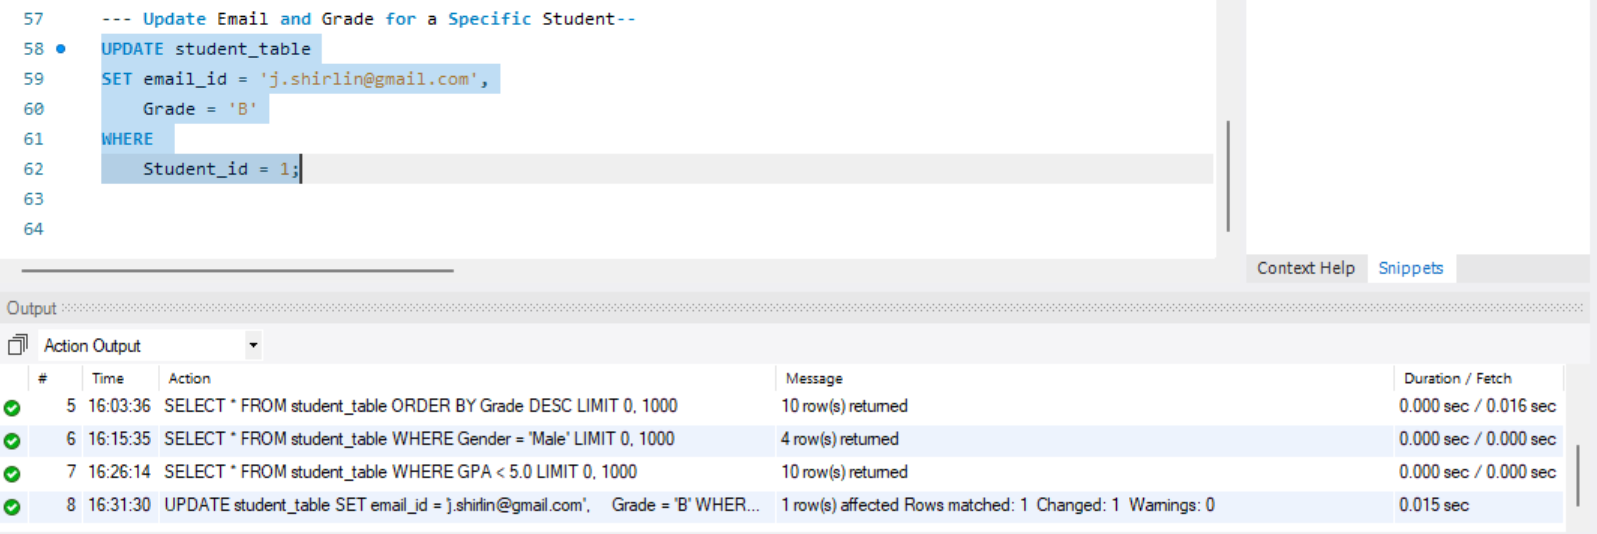 57 --- Update Email and Grade for a Specific Student--
58 UPDATE student_table
59 SET email_id = 'j.shirlin@gmail.com',
60 Grade = 'B'
61 WHERE
62 Student_id = 1;
63
64
Context Help Snippets
Output
Action Output
# Time Action Message Duration / Fetch
5 16:03:36 SELECT * FROM student_table ORDER BY Grade DESC LIMIT 0, 1000 10 row(s) returned 0.000 sec / 0.016 sec
6 16:15:35 SELECT * FROM student_table WHERE Gender = 'Male' LIMIT 0, 1000 4 row(s) returned 0.000 sec / 0.000 sec
7 16:26:14 SELECT * FROM student_table WHERE GPA < 5.0 LIMIT 0, 1000 10 row(s) returned 0.000 sec / 0.000 sec
8 16:31:30 UPDATE student_table SET email_id = 'j.shirlin@gmail.com', Grade = 'B' WHER... 1 row(s) affected Rows matched: 1 Changed: 1 Warnings: 0 0.015 sec